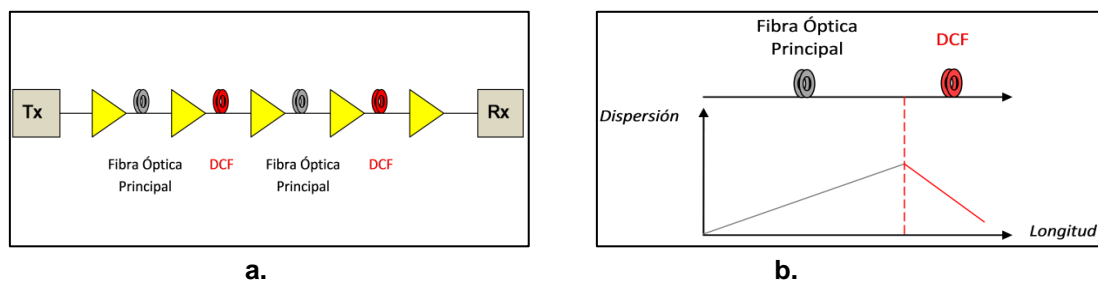 Tx
Rx
Fibra Óptica
Principal
DCF
Fibra Óptica
Principal
DCF
a.
Fibra Óptica
Principal
DCF
Dispersión
Longitud
b.